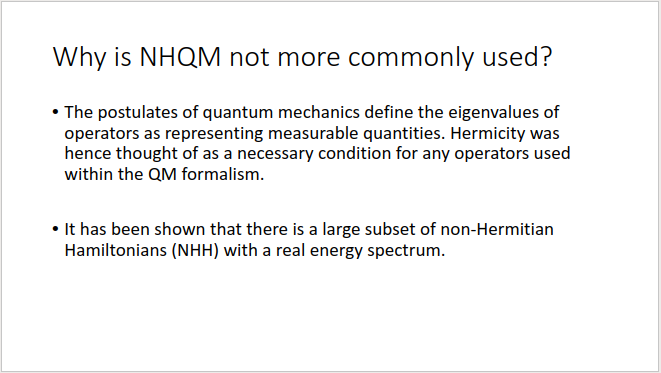 Why is NHQM not more commonly used?
• The postulates of quantum mechanics define the eigenvalues of
operators as representing measurable quantities. Hermicity was
hence thought of as a necessary condition for any operators used
within the QM formalism.
• It has been shown that there is a large subset of non-Hermitian
Hamiltonians (NHH) with a real energy spectrum.